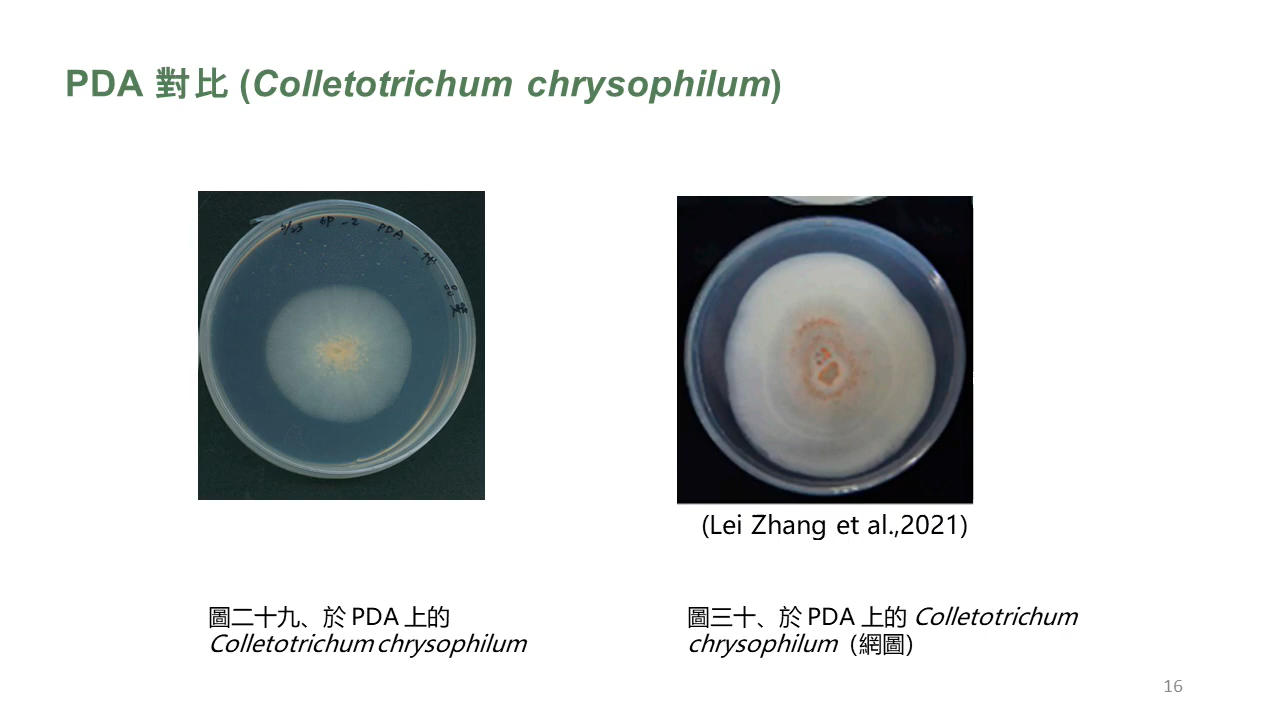 PDA 對比 (Colletotrichum chrysophilum)
PDA
(Lei Zhang et al.,2021)
圖二十九、於 PDA 上的
Colletotrichum chrysophilum
圖三十、於 PDA 上的 Colletotrichum
chrysophilum (網圖)
16